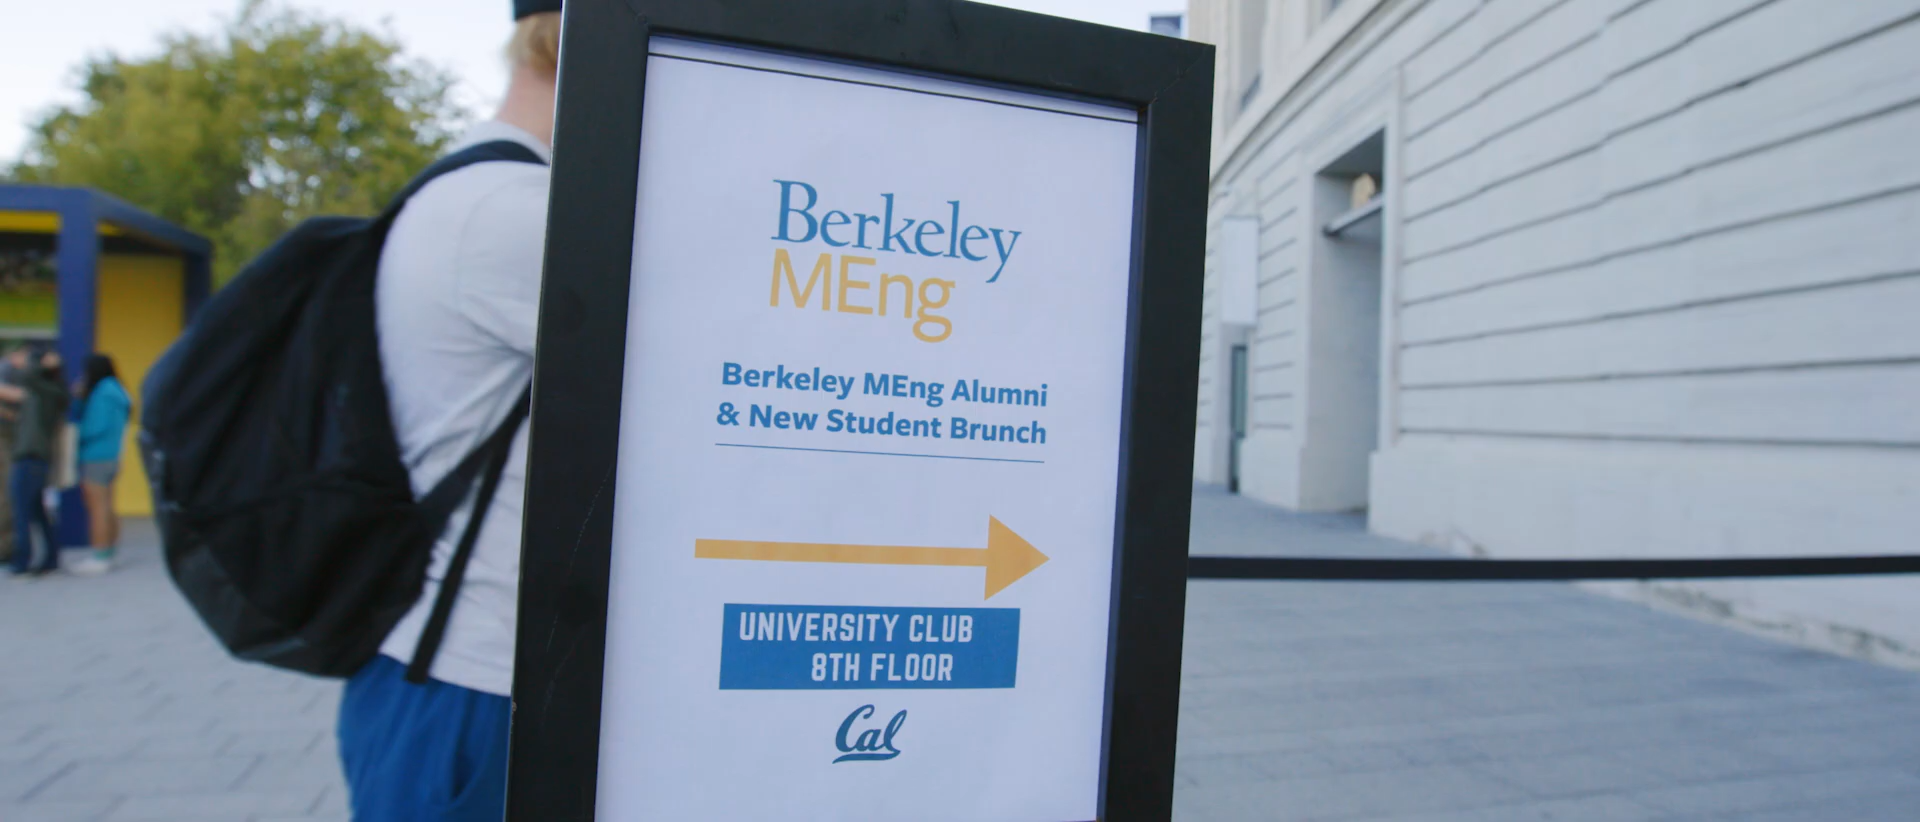 Berkeley
MEng
Berkeley MEng Alumni
& New Student Brunch
UNIVERSITY CLUB
8TH FLOOR
Cal